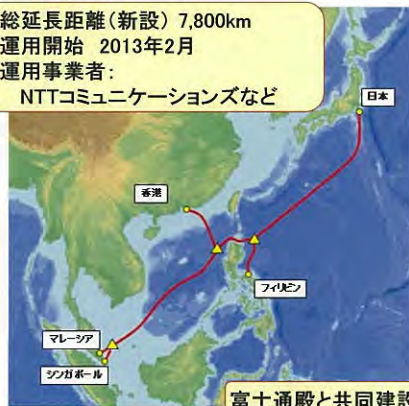 総延長距離(新設) 7,800km
運用開始 2013年2月
運用事業者:
NTTコミュニケーションズなど
日本
香港
フィリピン
マレーシア
シンガポール
富士通殿と共同建設